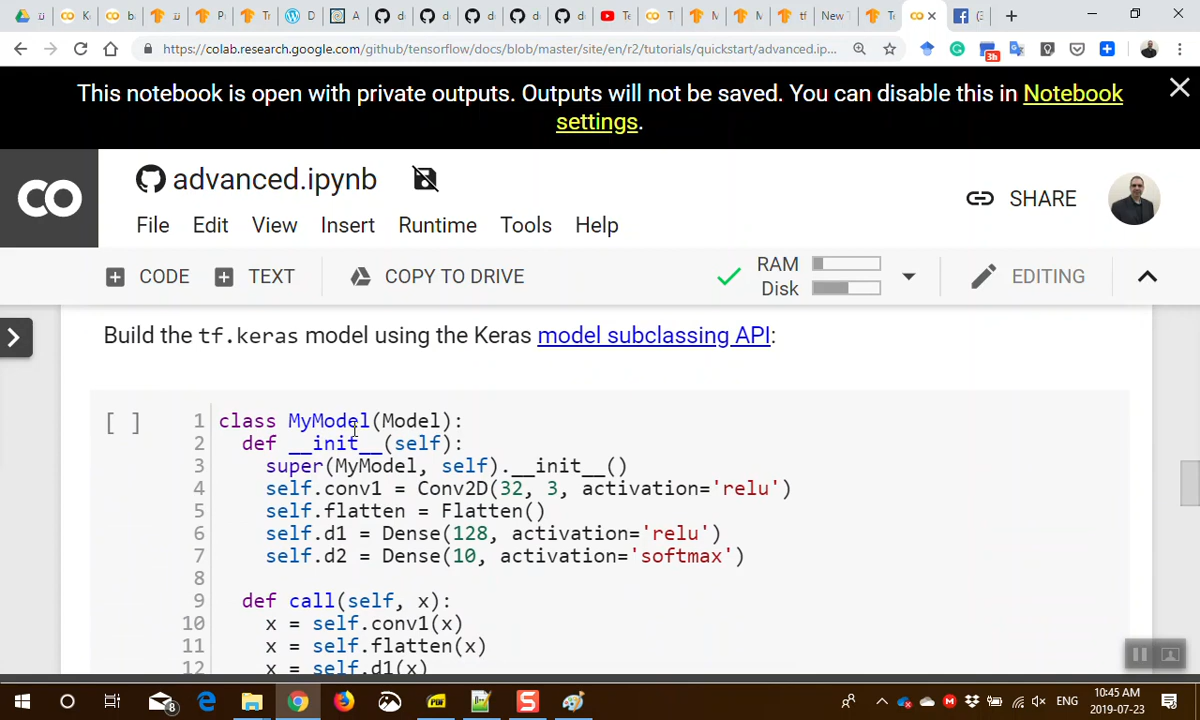 New
https://colab.research.google.com/github/tensorflow/docs/blob/master/site/en/r2/tutorials/quickstart/advanced.ip...
3h
This notebook is open with private outputs. Outputs will not be saved. You can disable this in Notebook
settings.
CO
advanced.ipynb
SHARE
File Edit View Insert Runtime Tools Help
+ CODE + TEXT COPY TO DRIVE
RAM
Disk
EDITING
Build the tf.keras model using the Keras model subclassing API:
[ ]
1 class MyModel(Model):
2 def __init__(self):
3 super(MyModel, self).__init__()
4 self.conv1 = Conv2D(32, 3, activation='relu')
5 self.flatten = Flatten()
6 self.d1 = Dense(128, activation='relu')
7 self.d2 = Dense(10, activation='softmax')
8
9 def call(self, x):
10 x = self.conv1(x)
11 x = self.flatten(x)
12 x = self.d1(x)
8
ENG
10:45 AM
2019-07-23